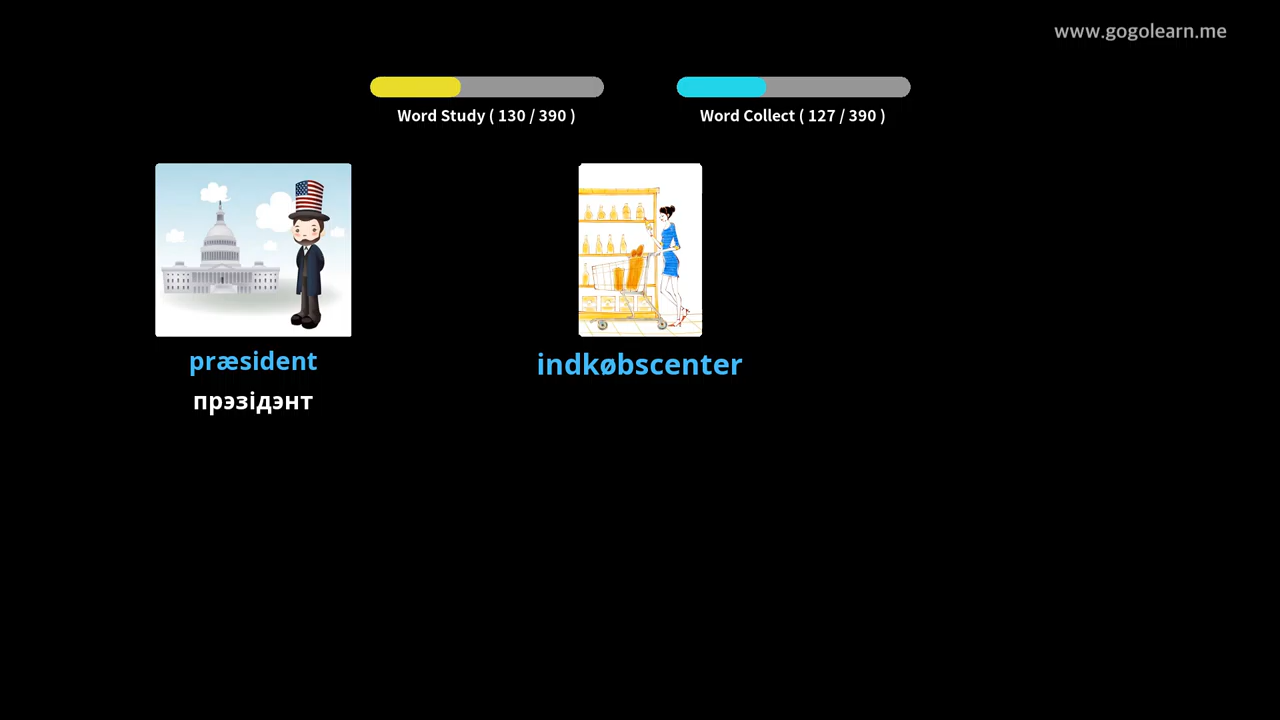 www.gogolearn.me
Word Study ( 130 / 390 )
Word Collect ( 127 / 390 )
præsident
прэзідэнт
indkøbscenter